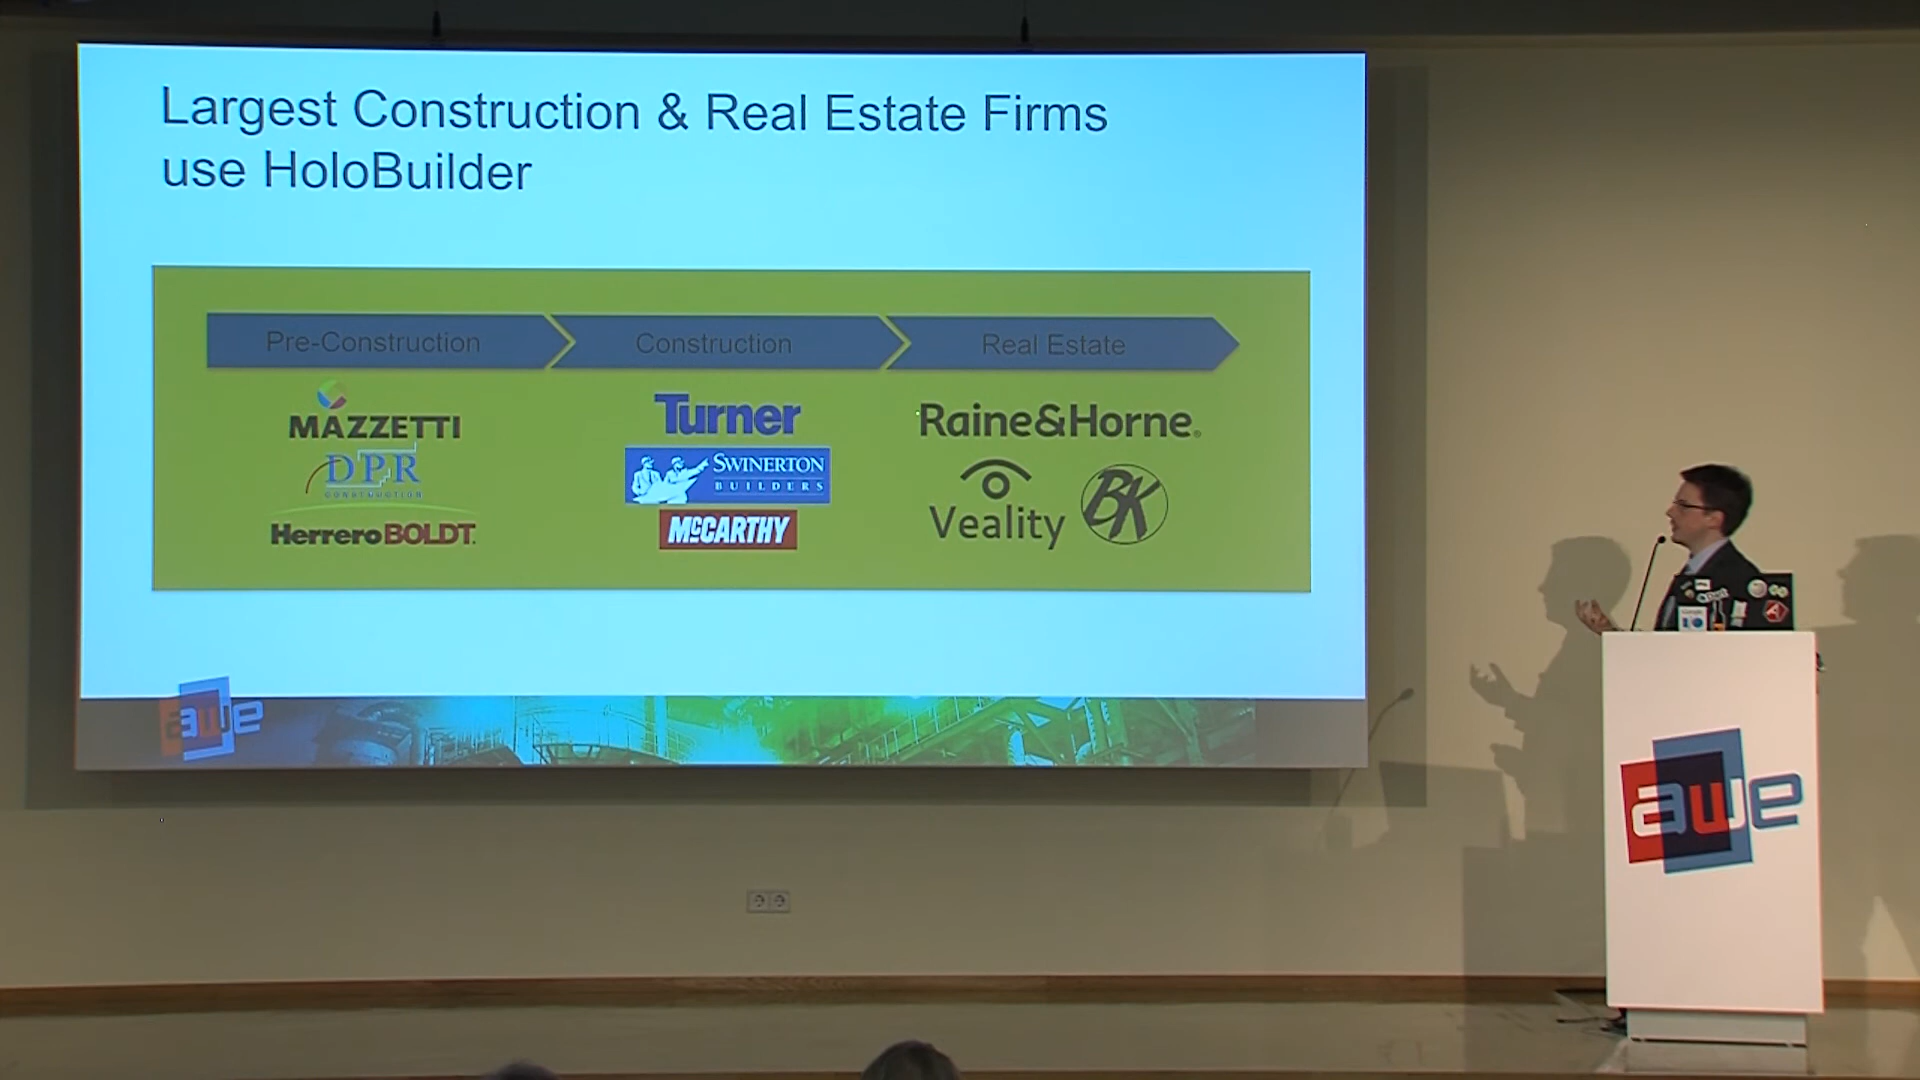 Largest Construction & Real Estate Firms
use HoloBuilder
Pre-Construction
Construction
Real Estate
MAZZETTI
DPR
CONSTRUCTION
HerreroBOLDT.
Turner
SWINERTON
BUILDERS
McCARTHY
Raine&Horne.
Veality
BK
awe
awe